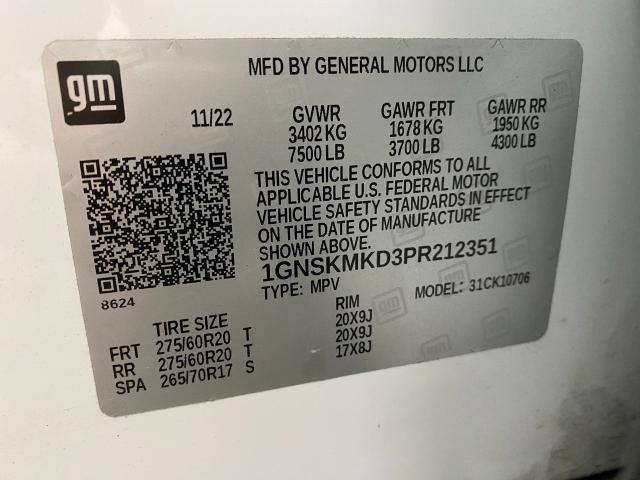 gm
MFD BY GENERAL MOTORS LLC
11/22 GVWR GAWR FRT GAWR RR
3402 KG 1678 KG 1950 KG
7500 LB 3700 LB 4300 LB
THIS VEHICLE CONFORMS TO ALL
APPLICABLE U.S. FEDERAL MOTOR
VEHICLE SAFETY STANDARDS IN EFFECT
ON THE DATE OF MANUFACTURE
SHOWN ABOVE.
1GNSKMKD3PR212351
8624
TYPE: MPV MODEL: 31CK10706
TIRE SIZE RIM
FRT 275/60R20 T 20X9J
RR 275/60R20 T 20X9J
SPA 265/70R17 S 17X8J